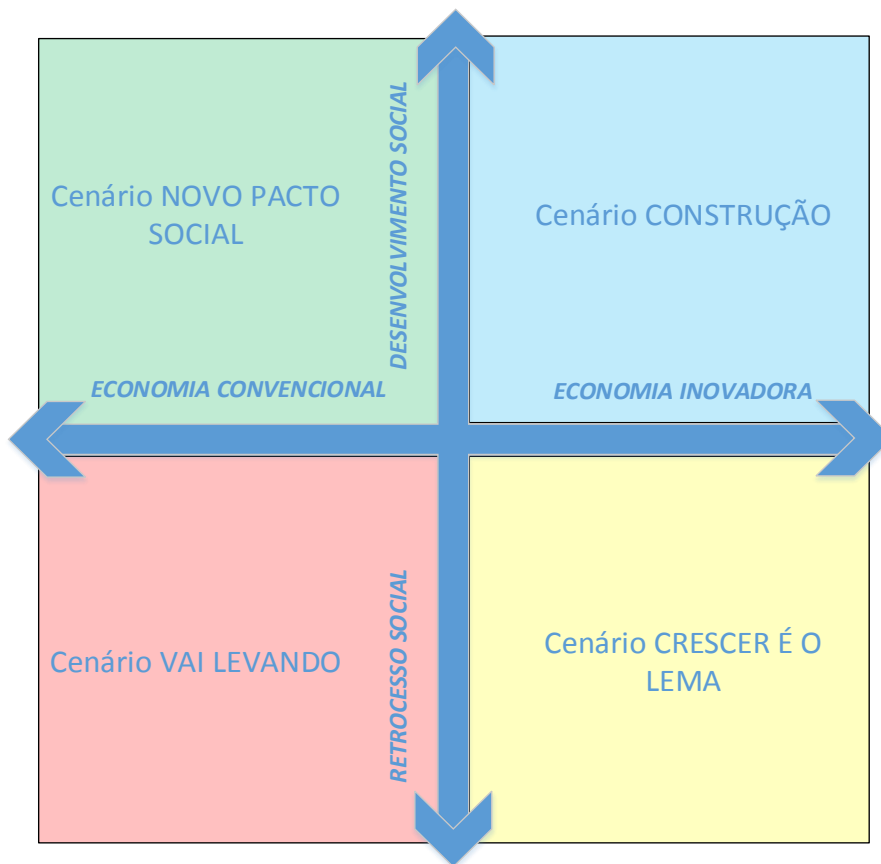 Cenário NOVO PACTO
SOCIAL
DESENVOLVIMENTO SOCIAL
Cenário CONSTRUÇÃO
ECONOMIA CONVENCIONAL
ECONOMIA INOVADORA
Cenário VAI LEVANDO
RETROCESSO SOCIAL
Cenário CRESCER É O
LEMA